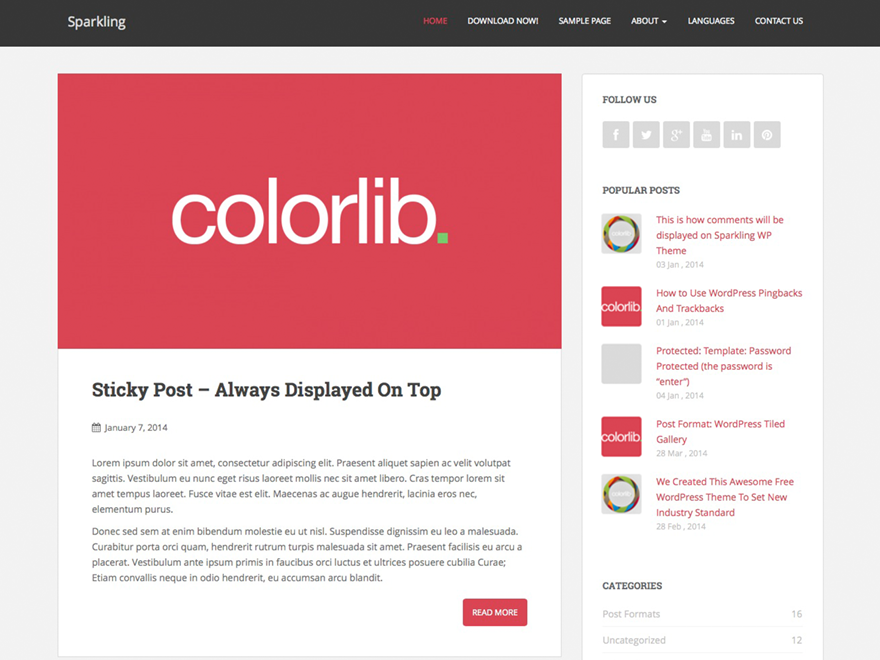 Sparkling
HOME DOWNLOAD NOW! SAMPLE PAGE ABOUT LANGUAGES CONTACT US
colorlib.
Sticky Post – Always Displayed On Top
January 7, 2014
Lorem ipsum dolor sit amet, consectetur adipiscing elit. Praesent aliquet sapien ac velit volutpat
sagittis. Vestibulum eu nunc eget risus laoreet mollis nec sit amet libero. Cras tempor lorem sit
amet tempus laoreet. Fusce vitae est elit. Maecenas ac augue hendrerit, lacinia eros nec,
elementum purus.
Donec sed sem at enim bibendum molestie eu ut nisl. Suspendisse dignissim eu leo a malesuada.
Curabitur porta orci quam, hendrerit rutrum turpis malesuada sit amet. Praesent facilisis eu arcu a
placerat. Vestibulum ante ipsum primis in faucibus orci luctus et ultrices posuere cubilia Curae;
Etiam convallis neque in odio hendrerit, eu accumsan arcu blandit.
READ MORE
FOLLOW US
POPULAR POSTS
colorlib
This is how comments will be
displayed on Sparkling WP
Theme
03 Jan , 2014
colorlib.
How to Use WordPress Pingbacks
And Trackbacks
01 Jan , 2014
Protected: Template: Password
Protected (the password is
“enter”)
04 Jan , 2014
colorlib.
Post Format: WordPress Tiled
Gallery
28 Mar , 2014
colorlib
We Created This Awesome Free
WordPress Theme To Set New
Industry Standard
28 Feb , 2014
CATEGORIES
Post Formats 16
Uncategorized 12